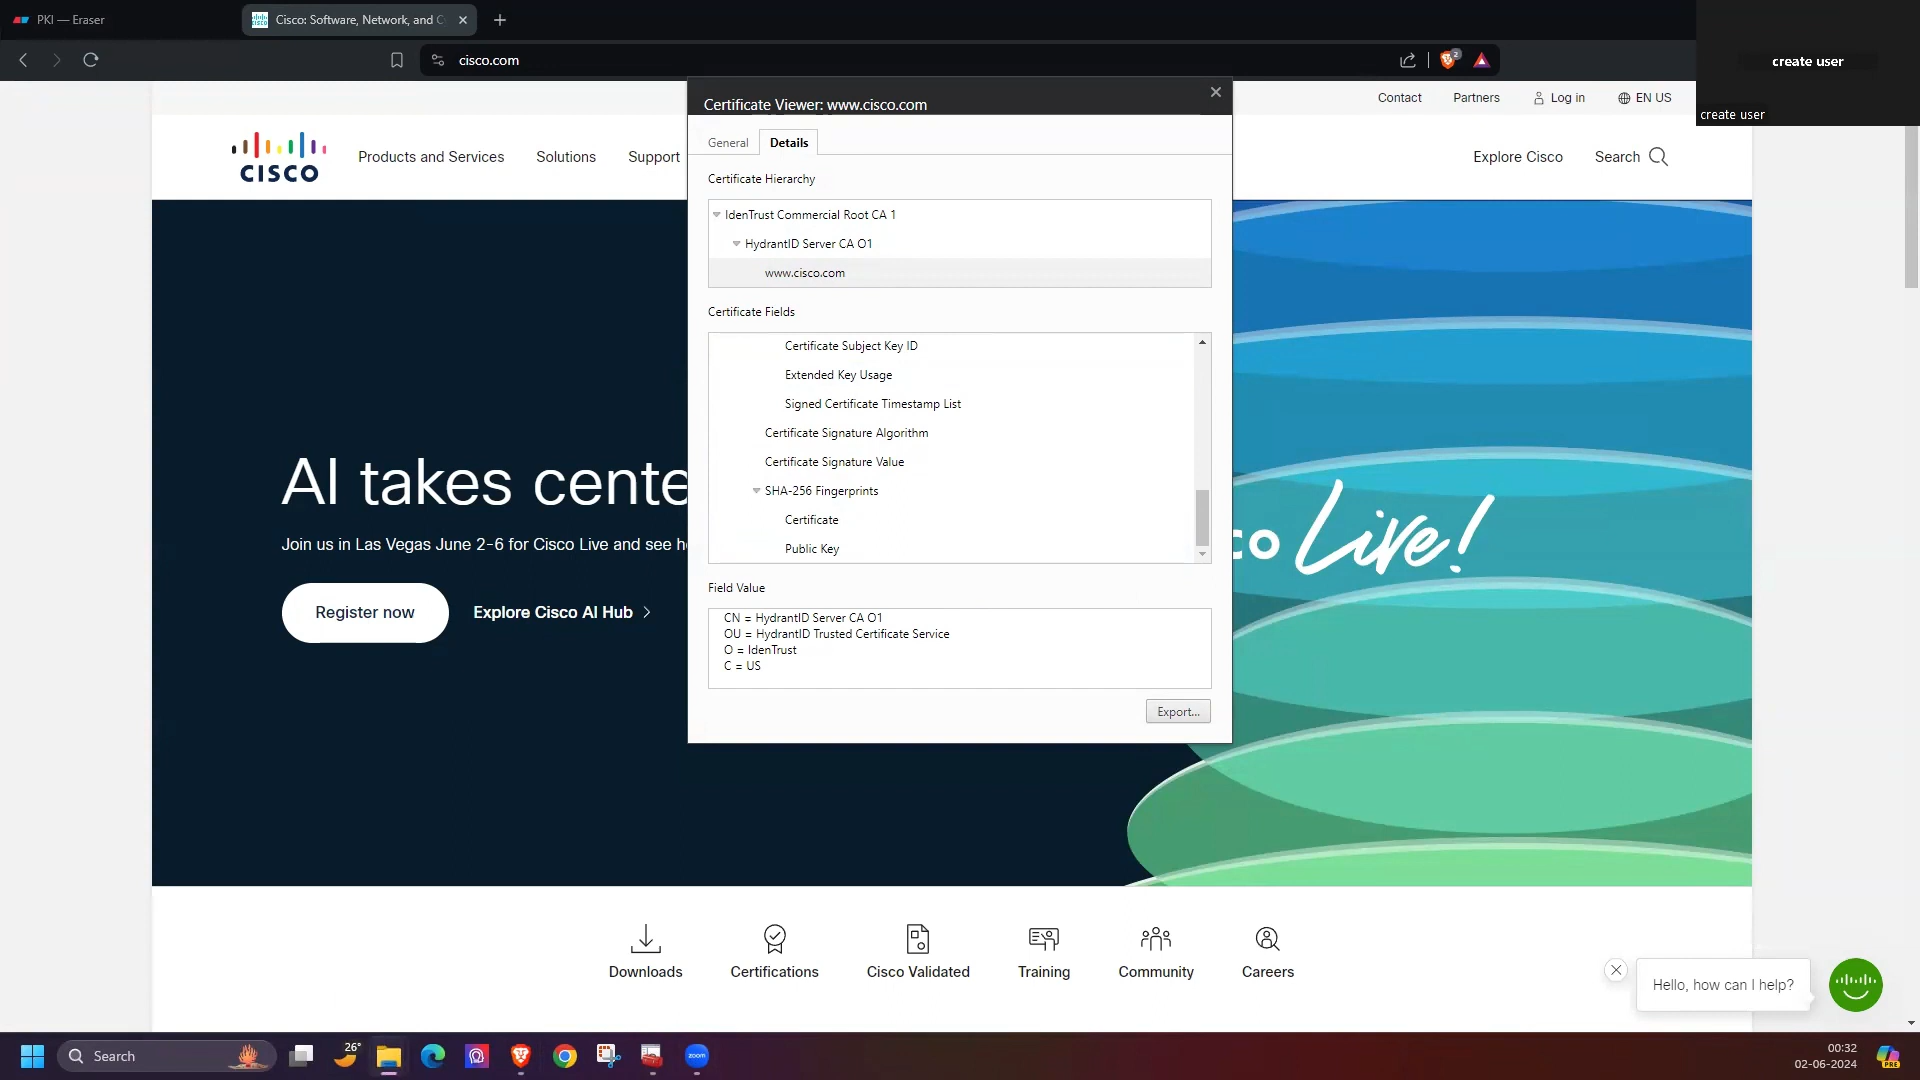 PKI — Eraser
Cisco: Software, Network, and C
cisco.com
2
create user
create user
Certificate Viewer: www.cisco.com
Contact
Partners
Log in
EN US
CISCO
Products and Services
Solutions
Support
Explore Cisco
Search
General
Details
Certificate Hierarchy
IdenTrust Commercial Root CA 1
HydrantID Server CA O1
www.cisco.com
Certificate Fields
Certificate Subject Key ID
Extended Key Usage
Signed Certificate Timestamp List
Certificate Signature Algorithm
Certificate Signature Value
SHA-256 Fingerprints
Certificate
Public Key
Field Value
CN = HydrantID Server CA O1
OU = HydrantID Trusted Certificate Service
O = IdenTrust
C = US
Export...
AI takes cente
Join us in Las Vegas June 2-6 for Cisco Live and see h
Register now
Explore Cisco AI Hub
co Live!
Downloads
Certifications
Cisco Validated
Training
Community
Careers
Hello, how can I help?
Search
26°
zoom
00:32
02-06-2024
PRE